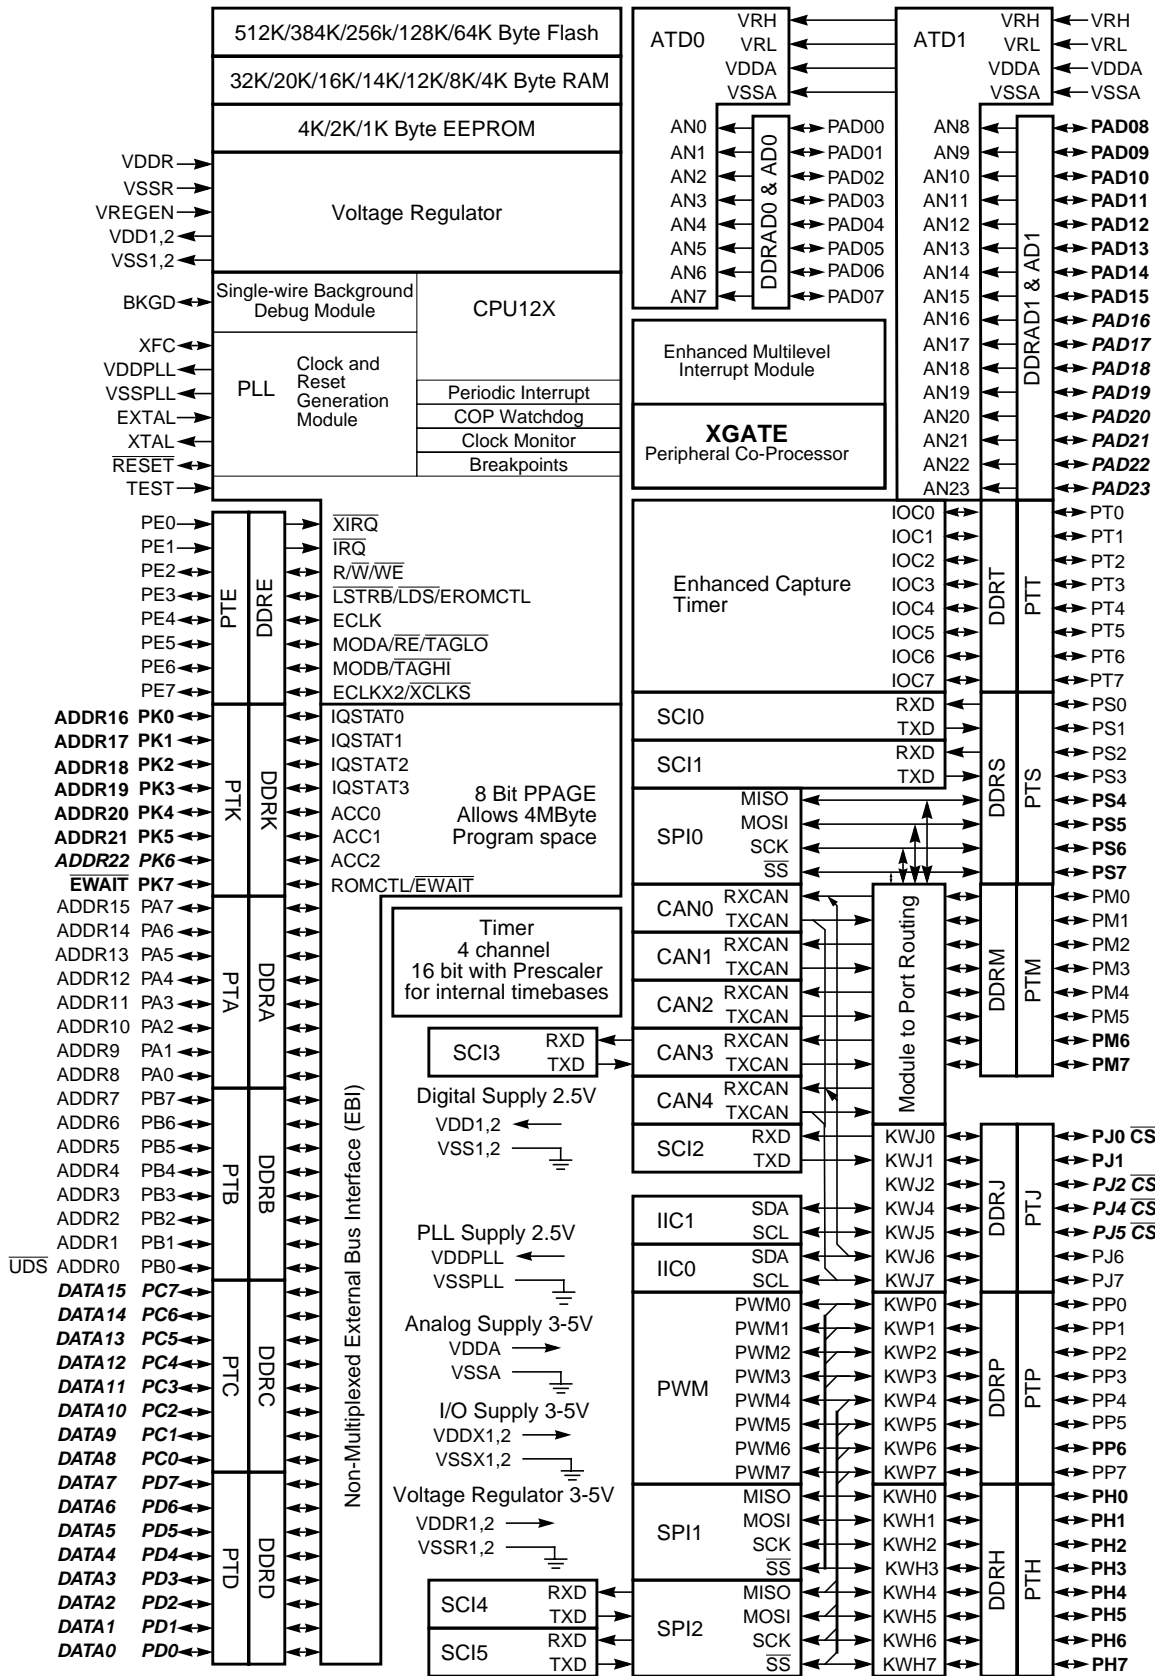 512K/384K/256k/128K/64K Byte Flash
32K/20K/16K/14K/12K/8K/4K Byte RAM
4K/2K/1K Byte EEPROM
VDDR
VSSR
VREGEN
VDD1,2
VSS1,2
Voltage Regulator
BKGD
Single-wire Background
Debug Module
CPU12X
XFC
VDDPLL
VSSPLL
EXTAL
XTAL
RESET
TEST
PLL
Clock and
Reset
Generation
Module
Periodic Interrupt
COP Watchdog
Clock Monitor
Breakpoints
ATD0
VRH
VRL
VDDA
VSSA
AN0
AN1
AN2
AN3
AN4
AN5
AN6
AN7
DDRAD0 & AD0
PAD00
PAD01
PAD02
PAD03
PAD04
PAD05
PAD06
PAD07
ATD1
VRH
VRL
VDDA
VSSA
VRH
VRL
VDDA
VSSA
AN8
AN9
AN10
AN11
AN12
AN13
AN14
AN15
AN16
AN17
AN18
AN19
AN20
AN21
AN22
AN23
DDRAD1 & AD1
PAD08
PAD09
PAD10
PAD11
PAD12
PAD13
PAD14
PAD15
PAD16
PAD17
PAD18
PAD19
PAD20
PAD21
PAD22
PAD23
Enhanced Multilevel
Interrupt Module
XGATE
Peripheral Co-Processor
PE0
PE1
PE2
PE3
PE4
PE5
PE6
PE7
PTE
DDRE
XIRQ
IRQ
R/W/WE
LSTRB/LDS/EROMCTL
ECLK
MODA/RE/TAGLO
MODB/TAGHI
ECLKX2/XCLKS
Enhanced Capture
Timer
IOC0
IOC1
IOC2
IOC3
IOC4
IOC5
IOC6
IOC7
DDRT
PTT
PT0
PT1
PT2
PT3
PT4
PT5
PT6
PT7
ADDR16 PK0
ADDR17 PK1
ADDR18 PK2
ADDR19 PK3
ADDR20 PK4
ADDR21 PK5
ADDR22 PK6
EWAIT PK7
PTK
DDRK
IQSTAT0
IQSTAT1
IQSTAT2
IQSTAT3
ACC0
ACC1
ACC2
ROMCTL/EWAIT
8 Bit PPAGE
Allows 4MByte
Program space
SCI0
RXD
TXD
SCI1
RXD
TXD
SPI0
MISO
MOSI
SCK
SS
DDRS
PTS
PS0
PS1
PS2
PS3
PS4
PS5
PS6
PS7
ADDR15 PA7
ADDR14 PA6
ADDR13 PA5
ADDR12 PA4
ADDR11 PA3
ADDR10 PA2
ADDR9 PA1
ADDR8 PA0
PTA
DDRA
Timer
4 channel
16 bit with Prescaler
for internal timebases
SCI3
RXD
TXD
CAN0
RXCAN
TXCAN
CAN1
RXCAN
TXCAN
CAN2
RXCAN
TXCAN
CAN3
RXCAN
TXCAN
CAN4
RXCAN
TXCAN
SCI2
RXD
TXD
Module to Port Routing
DDRM
PTM
PM0
PM1
PM2
PM3
PM4
PM5
PM6
PM7
ADDR7 PB7
ADDR6 PB6
ADDR5 PB5
ADDR4 PB4
ADDR3 PB3
ADDR2 PB2
ADDR1 PB1
UDS ADDR0 PB0
PTB
DDRB
Non-Multiplexed External Bus Interface (EBI)
Digital Supply 2.5V
VDD1,2
VSS1,2
PLL Supply 2.5V
VDDPLL
VSSPLL
Analog Supply 3-5V
VDDA
VSSA
I/O Supply 3-5V
VDDX1,2
VSSX1,2
Voltage Regulator 3-5V
VDDR1,2
VSSR1,2
IIC1
SDA
SCL
IIC0
SDA
SCL
KWJ0
KWJ1
KWJ2
KWJ4
KWJ5
KWJ6
KWJ7
DDRJ
PTJ
PJ0 CS
PJ1
PJ2 CS
PJ4 CS
PJ5 CS
PJ6
PJ7
DATA15 PC7
DATA14 PC6
DATA13 PC5
DATA12 PC4
DATA11 PC3
DATA10 PC2
DATA9 PC1
DATA8 PC0
PTC
DDRC
PWM
PWM0
PWM1
PWM2
PWM3
PWM4
PWM5
PWM6
PWM7
KWP0
KWP1
KWP2
KWP3
KWP4
KWP5
KWP6
KWP7
DDRP
PTP
PP0
PP1
PP2
PP3
PP4
PP5
PP6
PP7
DATA7 PD7
DATA6 PD6
DATA5 PD5
DATA4 PD4
DATA3 PD3
DATA2 PD2
DATA1 PD1
DATA0 PD0
PTD
DDRD
SCI4
RXD
TXD
SCI5
RXD
TXD
SPI1
MISO
MOSI
SCK
SS
SPI2
MISO
MOSI
SCK
SS
KWH0
KWH1
KWH2
KWH3
KWH4
KWH5
KWH6
KWH7
DDRH
PTH
PH0
PH1
PH2
PH3
PH4
PH5
PH6
PH7